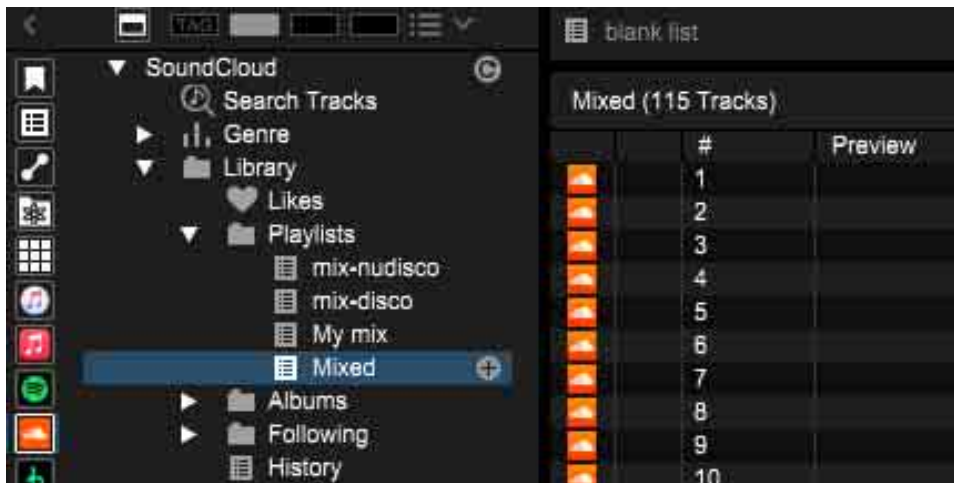 TAG
blank list
SoundCloud
Search Tracks
Genre
Library
Likes
Playlists
mix-nudisco
mix-disco
My mix
Mixed
Albums
Following
History
Mixed (115 Tracks)
# Preview
1
2
3
4
5
6
7
8
9
10